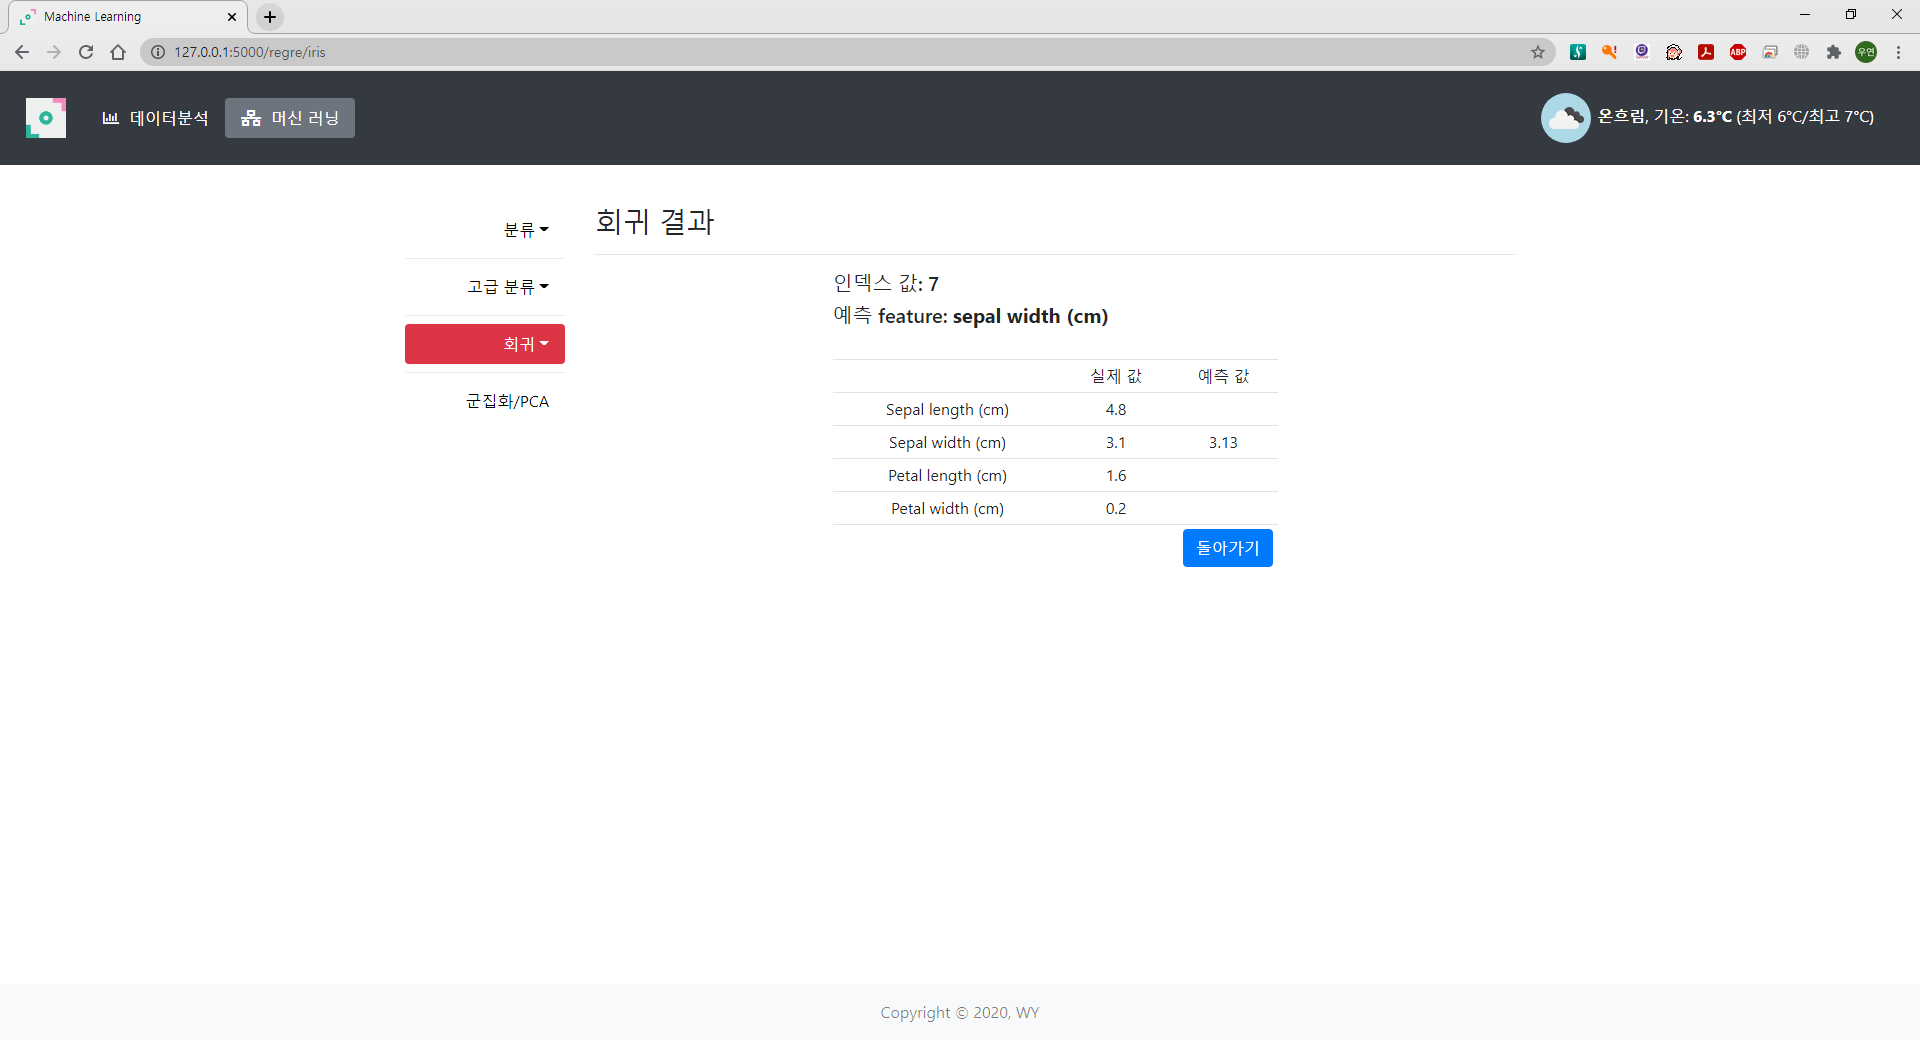 Machine Learning
127.0.0.1:5000/regre/iris
ABP
우연
데이터분석
머신 러닝
온흐림, 기온: 6.3°C (최저 6°C/최고 7°C)
분류
고급 분류
회귀
군집화/PCA
회귀 결과
인덱스 값: 7
예측 feature: sepal width (cm)
실제 값 예측 값
Sepal length (cm) 4.8
Sepal width (cm) 3.1 3.13
Petal length (cm) 1.6
Petal width (cm) 0.2
돌아가기
Copyright © 2020, WY